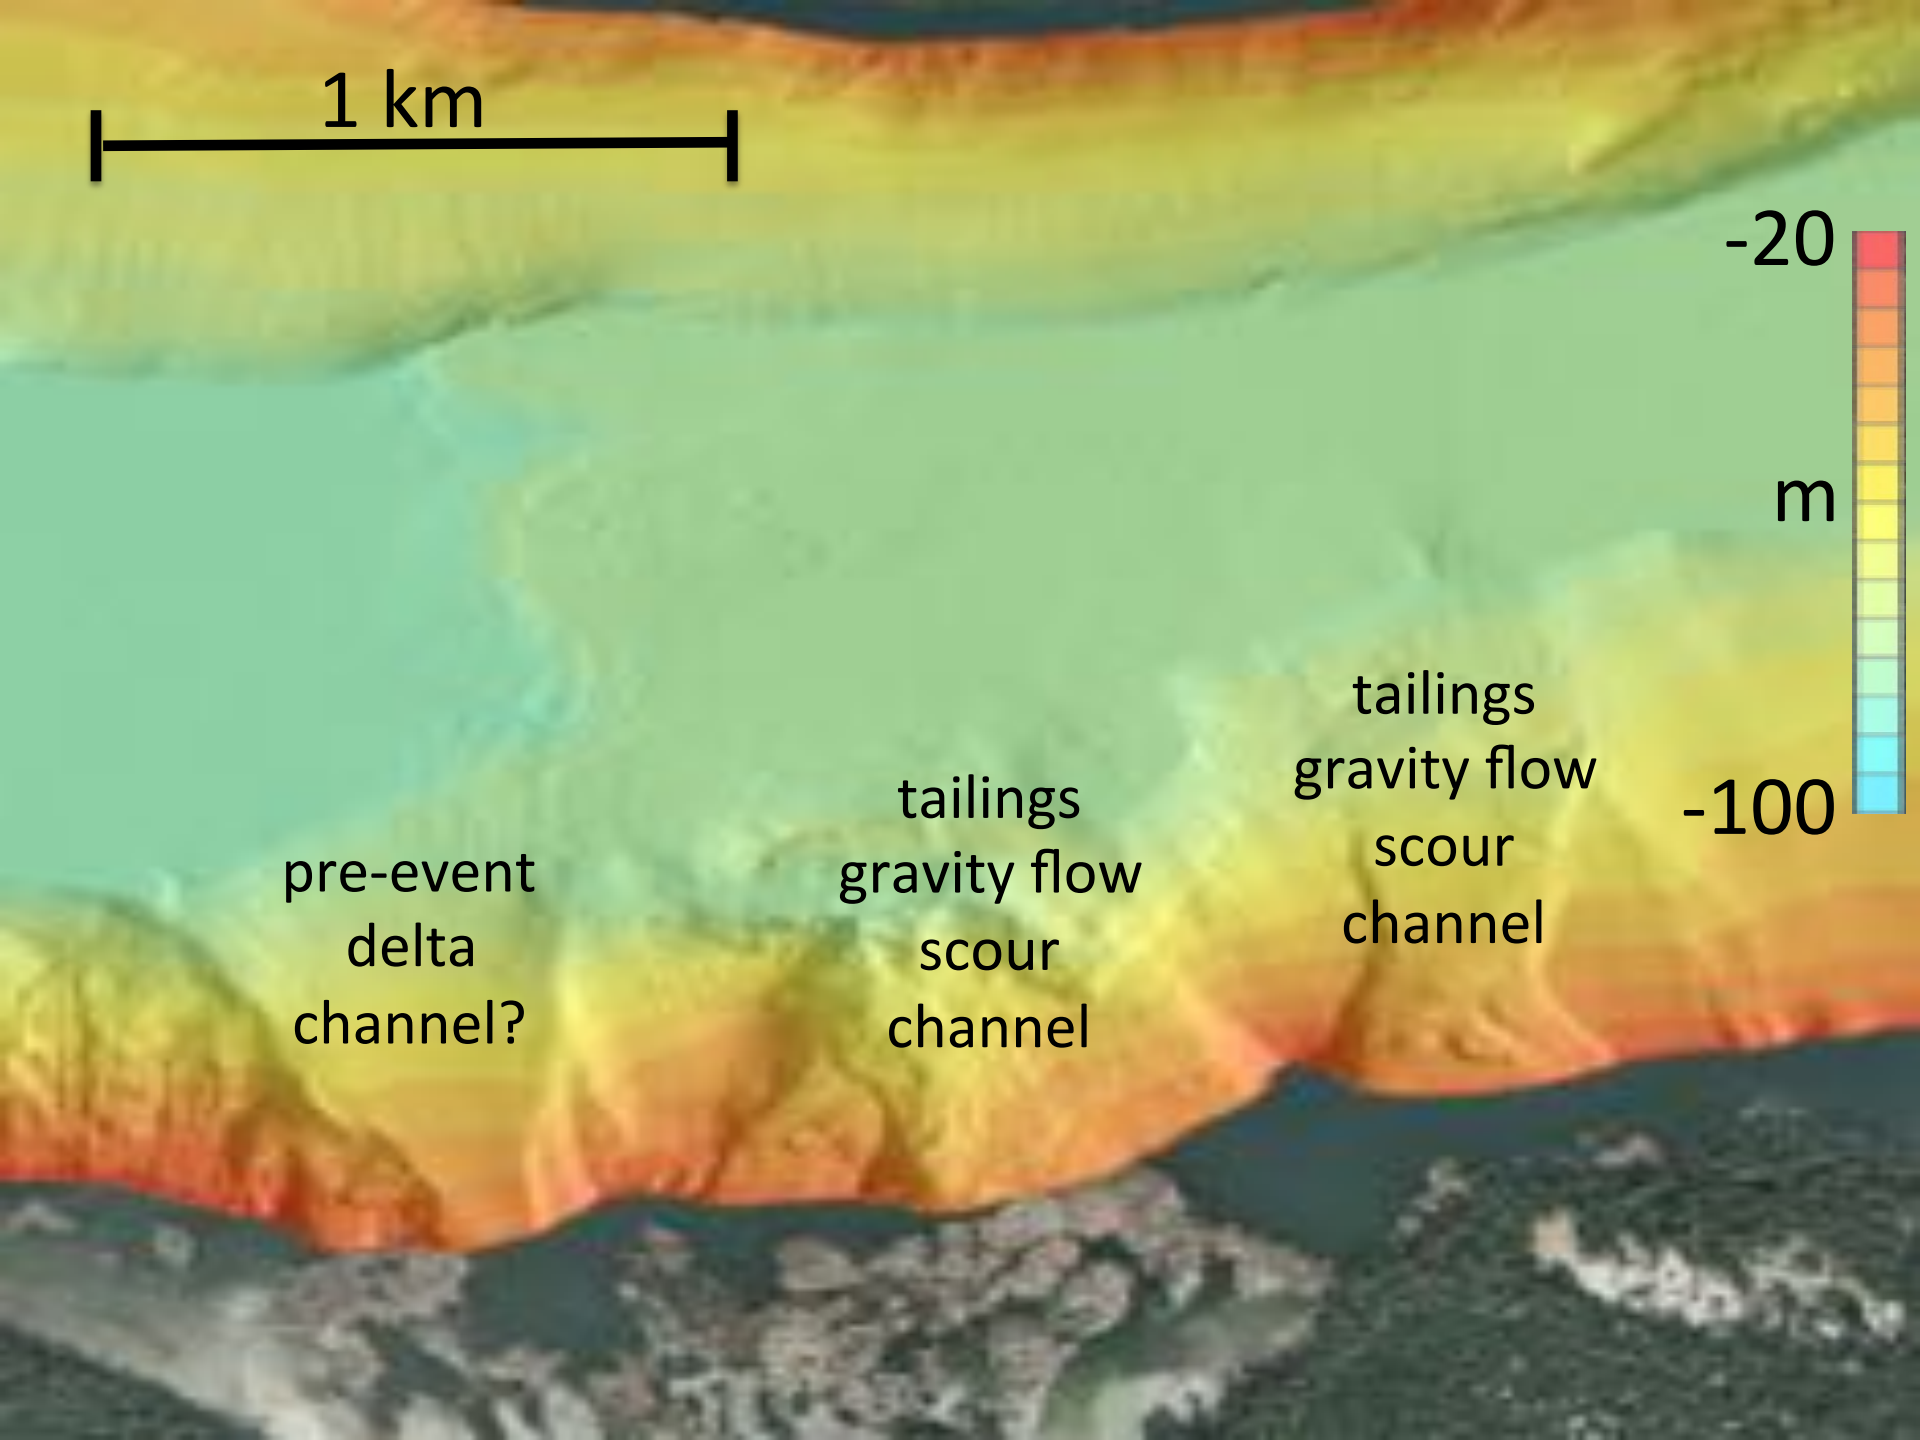 1 km
-20
m
-100
tailings
gravity flow
scour
channel
tailings
gravity flow
scour
channel
pre-event
delta
channel?